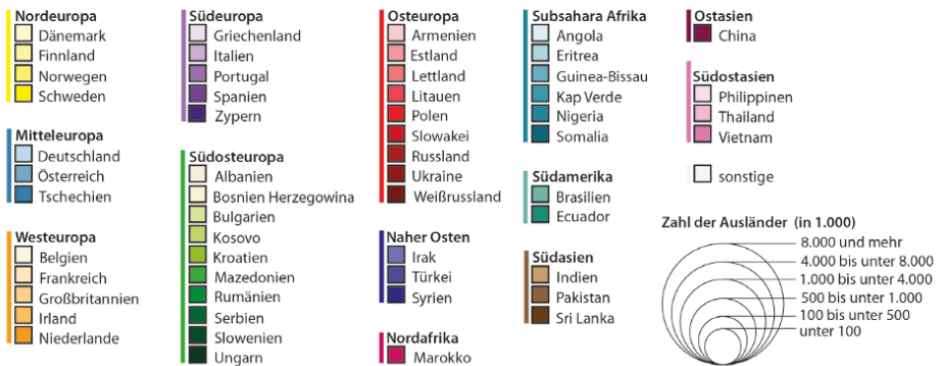 Nordeuropa
Dänemark
Finnland
Norwegen
Schweden
Mitteleuropa
Deutschland
Österreich
Tschechien
Westeuropa
Belgien
Frankreich
Großbritannien
Irland
Niederlande
Südeuropa
Griechenland
Italien
Portugal
Spanien
Zypern
Südosteuropa
Albanien
Bosnien Herzegowina
Bulgarien
Kosovo
Kroatien
Mazedonien
Rumänien
Serbien
Slowenien
Ungarn
Osteuropa
Armenien
Estland
Lettland
Litauen
Polen
Slowakei
Russland
Ukraine
Weißrussland
Naher Osten
Irak
Türkei
Syrien
Nordafrika
Marokko
Subsahara Afrika
Angola
Eritrea
Guinea-Bissau
Kap Verde
Nigeria
Somalia
Südamerika
Brasilien
Ecuador
Südasien
Indien
Pakistan
Sri Lanka
Ostasien
China
Südostasien
Philippinen
Thailand
Vietnam
sonstige
Zahl der Ausländer (in 1.000)
8.000 und mehr
4.000 bis unter 8.000
1.000 bis unter 4.000
500 bis unter 1.000
100 bis unter 500
unter 100